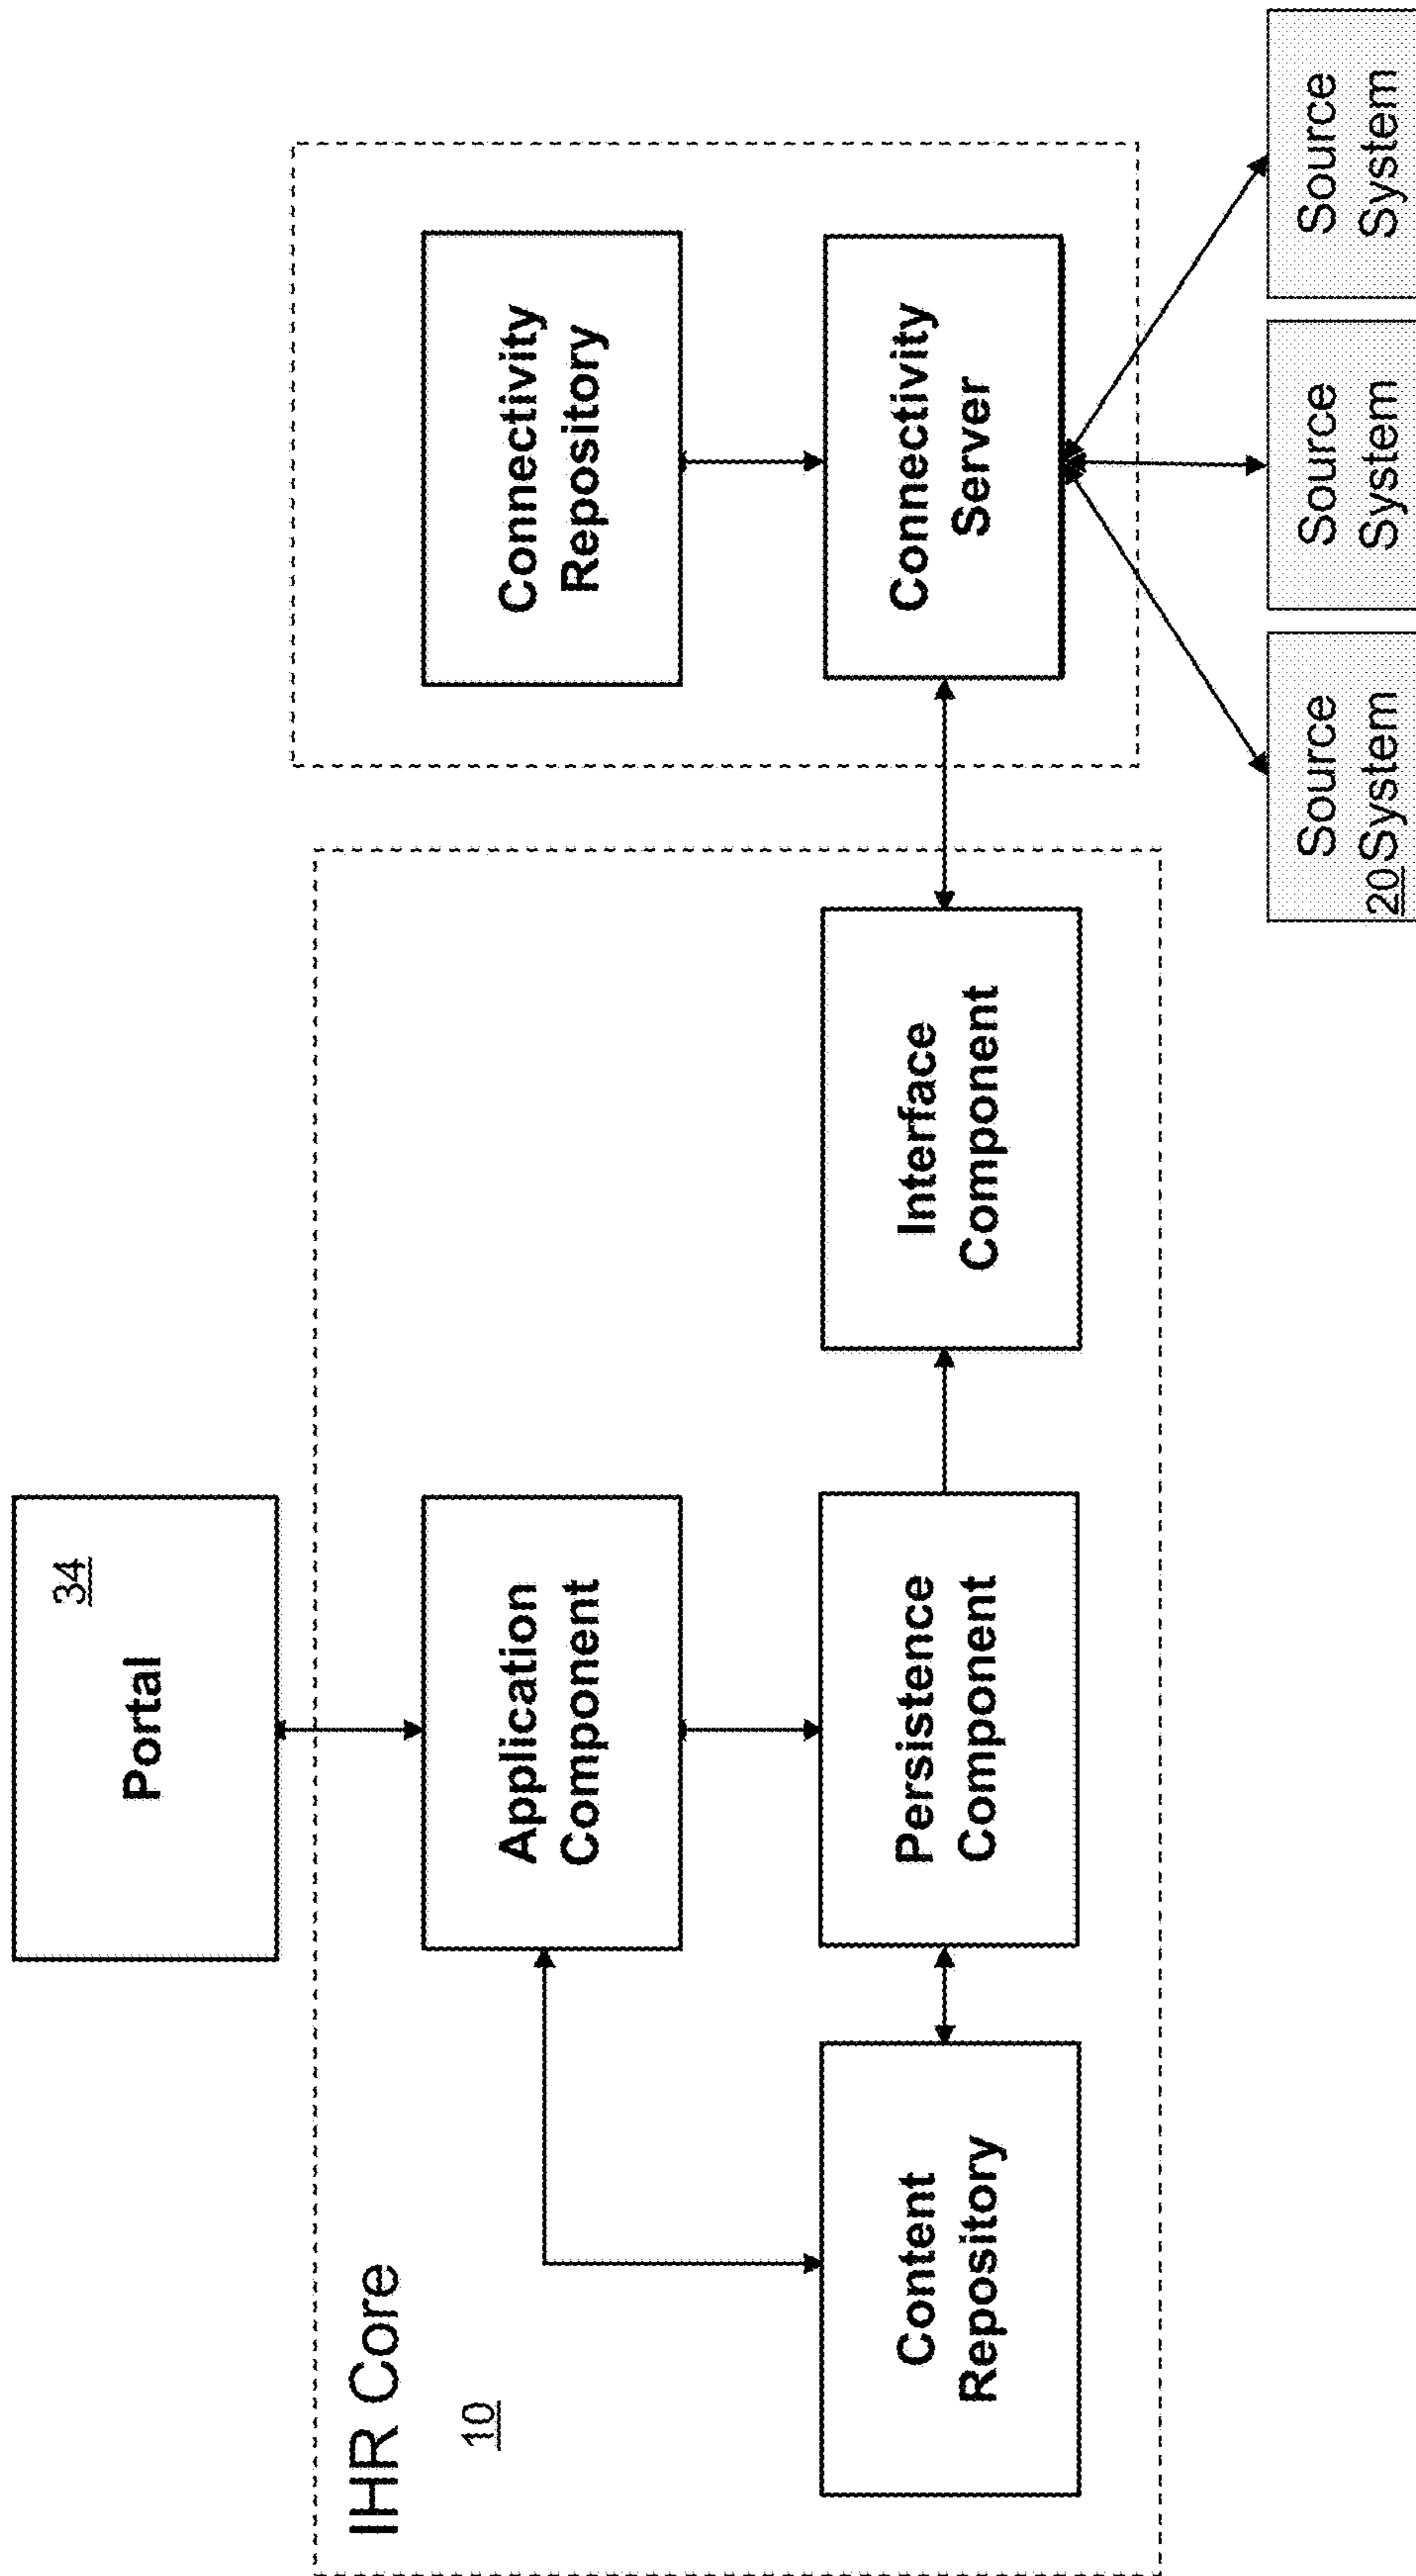 Portal
34
IHR Core
10
Application
Component
Connectivity
Repository
Content
Repository
Persistence
Component
Interface
Component
Connectivity
Server
Source
20System
Source
System
Source
System